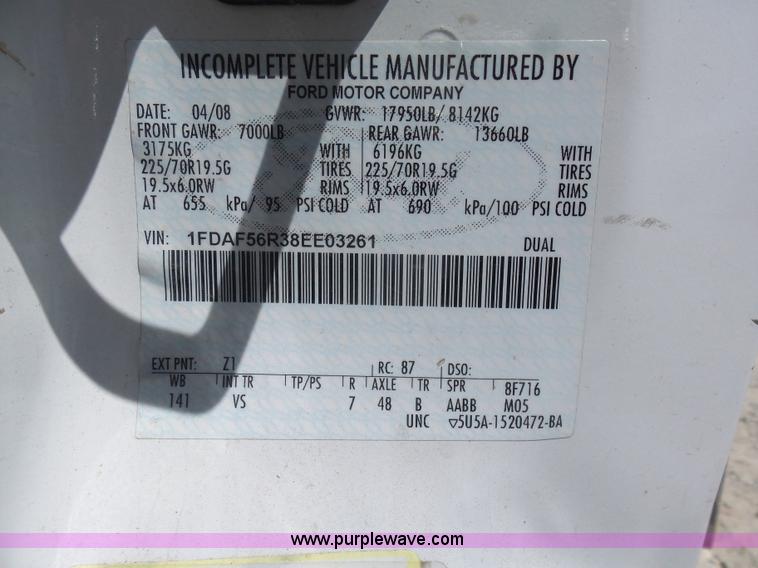 INCOMPLETE VEHICLE MANUFACTURED BY
FORD MOTOR COMPANY
DATE: 04/08 GVWR: 17950LB/ 8142KG
FRONT GAWR: 7000LB REAR GAWR: 13660LB
3175KG WITH 6196KG WITH
225/70R19.5G TIRES 225/70R19.5G TIRES
19.5x6.0RW RIMS 19.5x6.0RW RIMS
AT 655 kPa/ 95 PSI COLD AT 690 kPa/100 PSI COLD
VIN: 1FDAF56R38EE03261 DUAL
EXT PNT: Z1 RC: 87 DSO:
WB INT TR TP/PS R AXLE TR SPR 8F716
141 VS 7 48 B AABB M05
UNC ▽5U5A-1520472-BA
www.purplewave.com